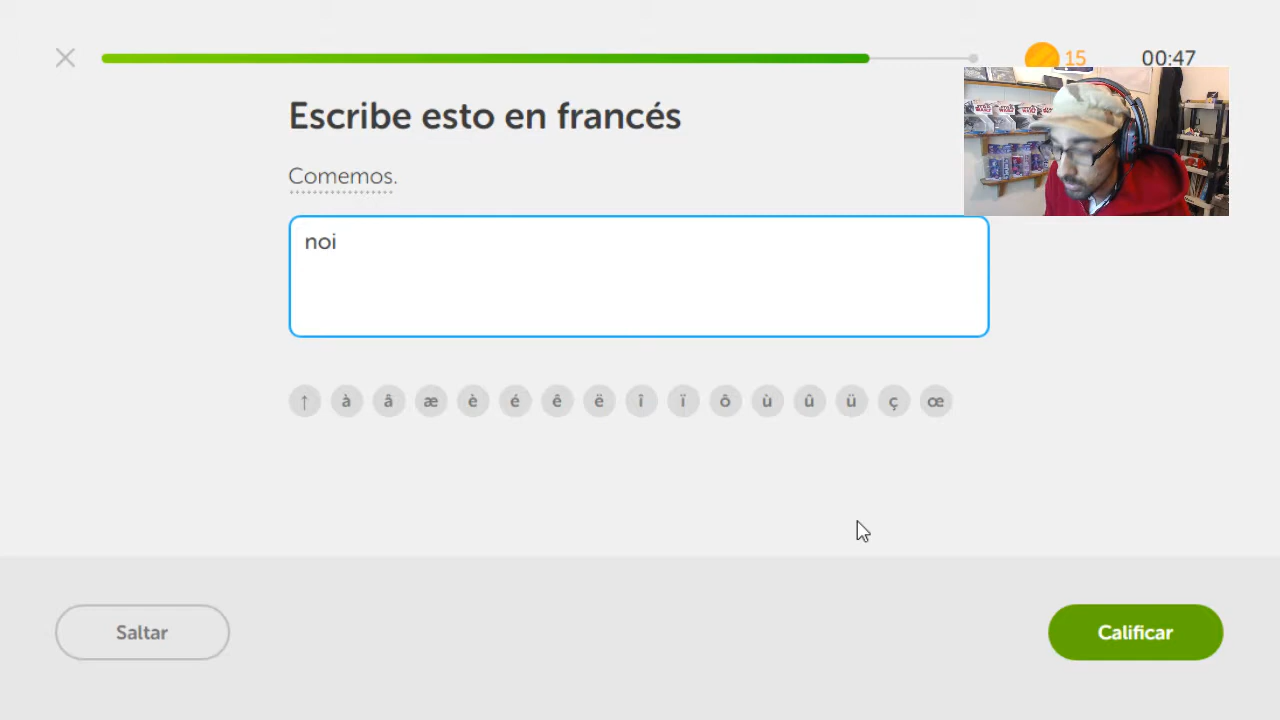 15 00:47
Escribe esto en francés
Comemos.
noi
↑ à â æ è é ê ë î ï ô ù û ü ç œ
Saltar Calificar